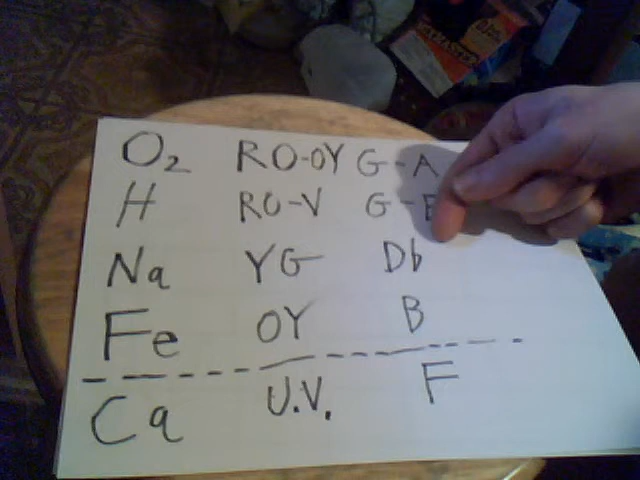 O2 RO-OY G-A
H RO-V G-
Na YG Db
Fe OY B
Ca U.V. F